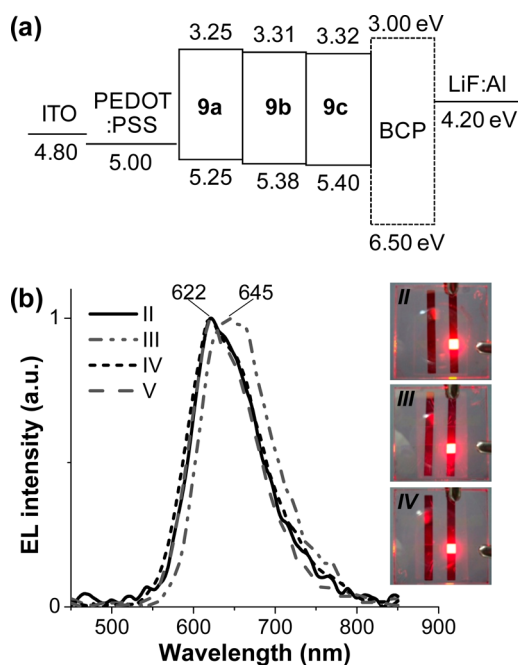 (a)
3.25 3.31 3.32 3.00 eV
ITO PEDOT :PSS 9a 9b 9c BCP LiF:Al
4.80 5.00 4.20 eV
5.25 5.38 5.40
6.50 eV
(b)
622 645
II
III
IV
V
II
III
IV
EL intensity (a.u.)
1
0
500 600 700 800 900
Wavelength (nm)